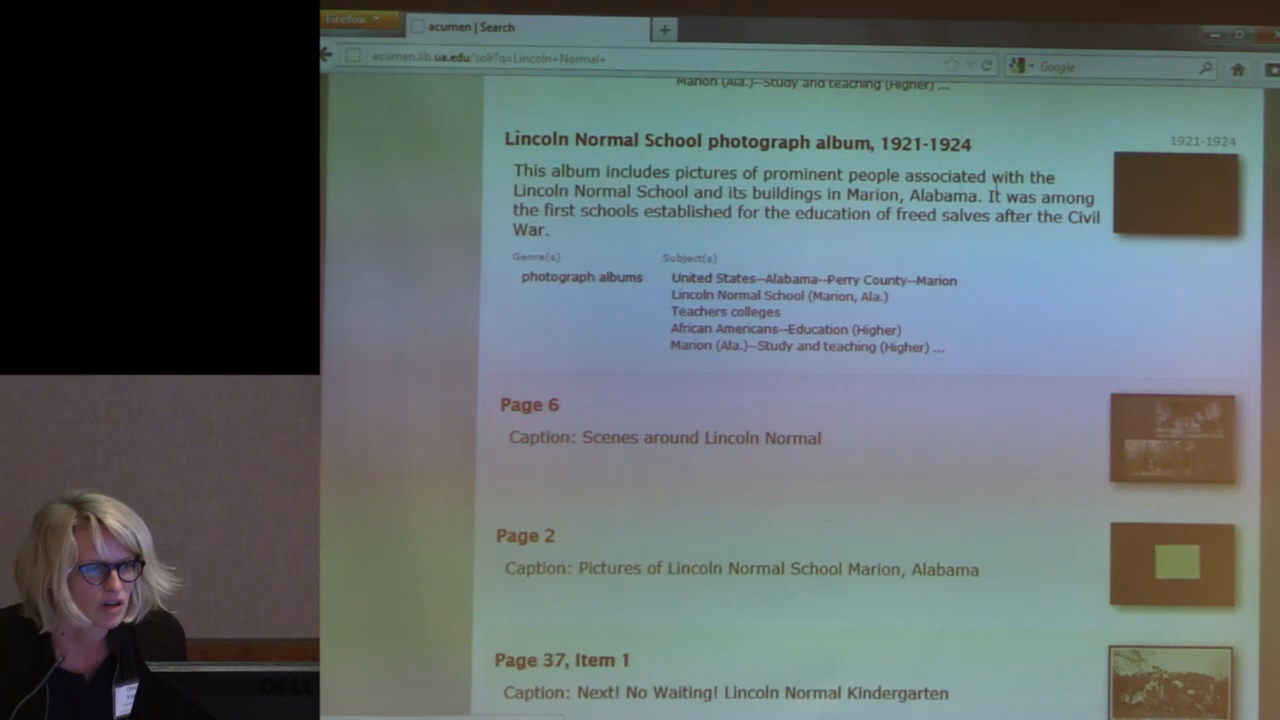 Firefox
acumen | Search
acumen.lib.ua.edu/solr?q=Lincoln+Normal+
Google
Marion (Ala.)--Study and teaching (Higher) ...
Lincoln Normal School photograph album, 1921-1924
1921-1924
This album includes pictures of prominent people associated with the
Lincoln Normal School and its buildings in Marion, Alabama. It was among
the first schools established for the education of freed salves after the Civil
War.
Genre(s)
Subject(s)
photograph albums
United States--Alabama--Perry County--Marion
Lincoln Normal School (Marion, Ala.)
Teachers colleges
African Americans--Education (Higher)
Marion (Ala.)--Study and teaching (Higher) ...
Page 6
Caption: Scenes around Lincoln Normal
Page 2
Caption: Pictures of Lincoln Normal School Marion, Alabama
Page 37, Item 1
Caption: Next! No Waiting! Lincoln Normal Kindergarten
DELL